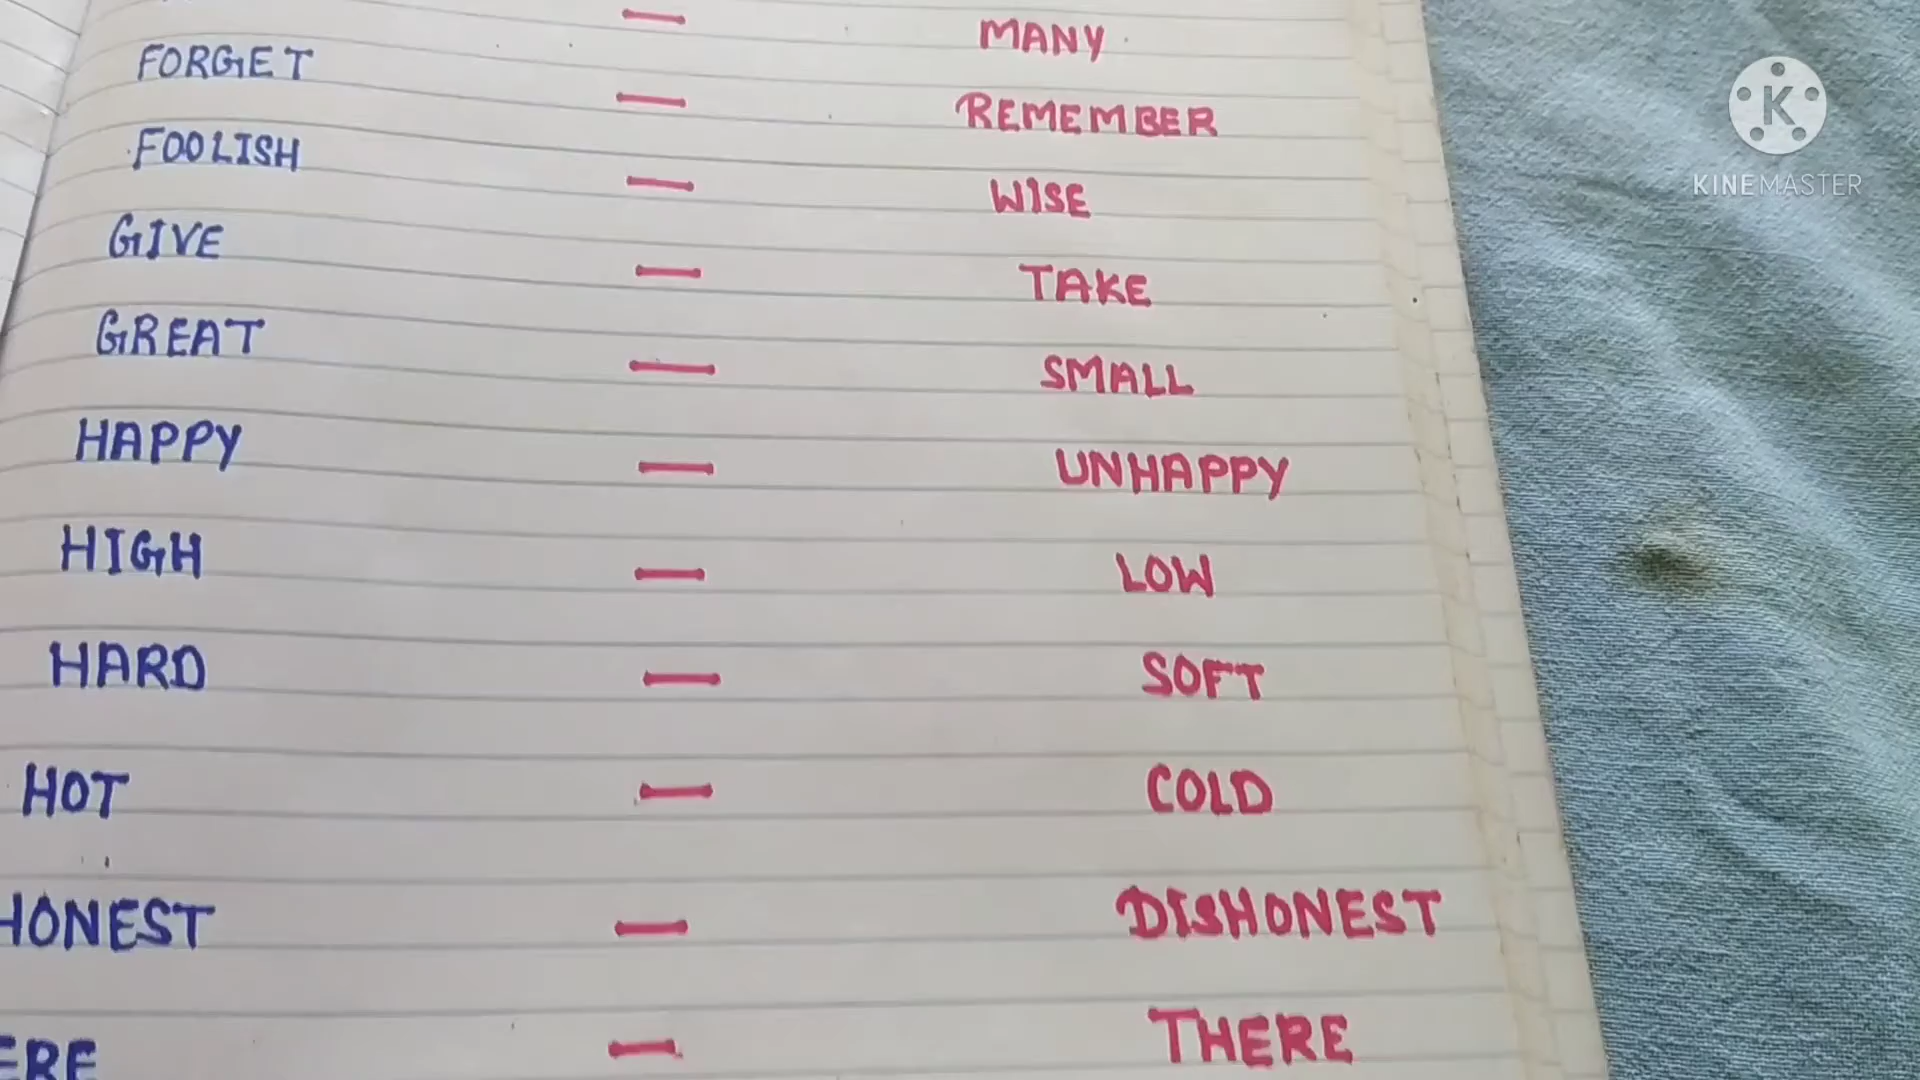 — MANY
FORGET — REMEMBER
FOOLISH — WISE
GIVE — TAKE
GREAT — SMALL
HAPPY — UNHAPPY
HIGH — LOW
HARD — SOFT
HOT — COLD
HONEST — DISHONEST
ERE — THERE
K
KINEMASTER